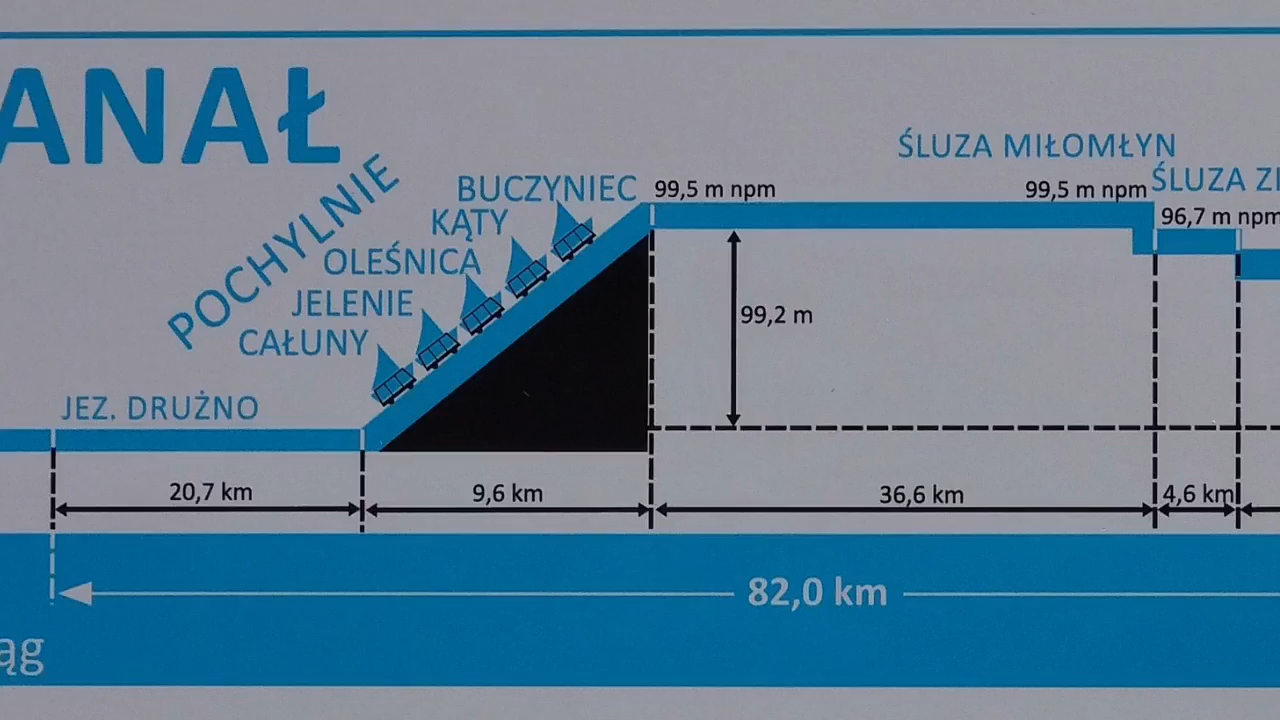 ANAŁ
POCHYLNIE
BUCZYNIEC
KĄTY
OLEŚNICA
JELENIE
CAŁUNY
JEZ. DRUŻNO
ŚLUZA MIŁOMŁYN
ŚLUZA
99,5 m npm
99,5 m npm
96,7 m npm
99,2 m
20,7 km
9,6 km
36,6 km
4,6 km
82,0 km
ąg